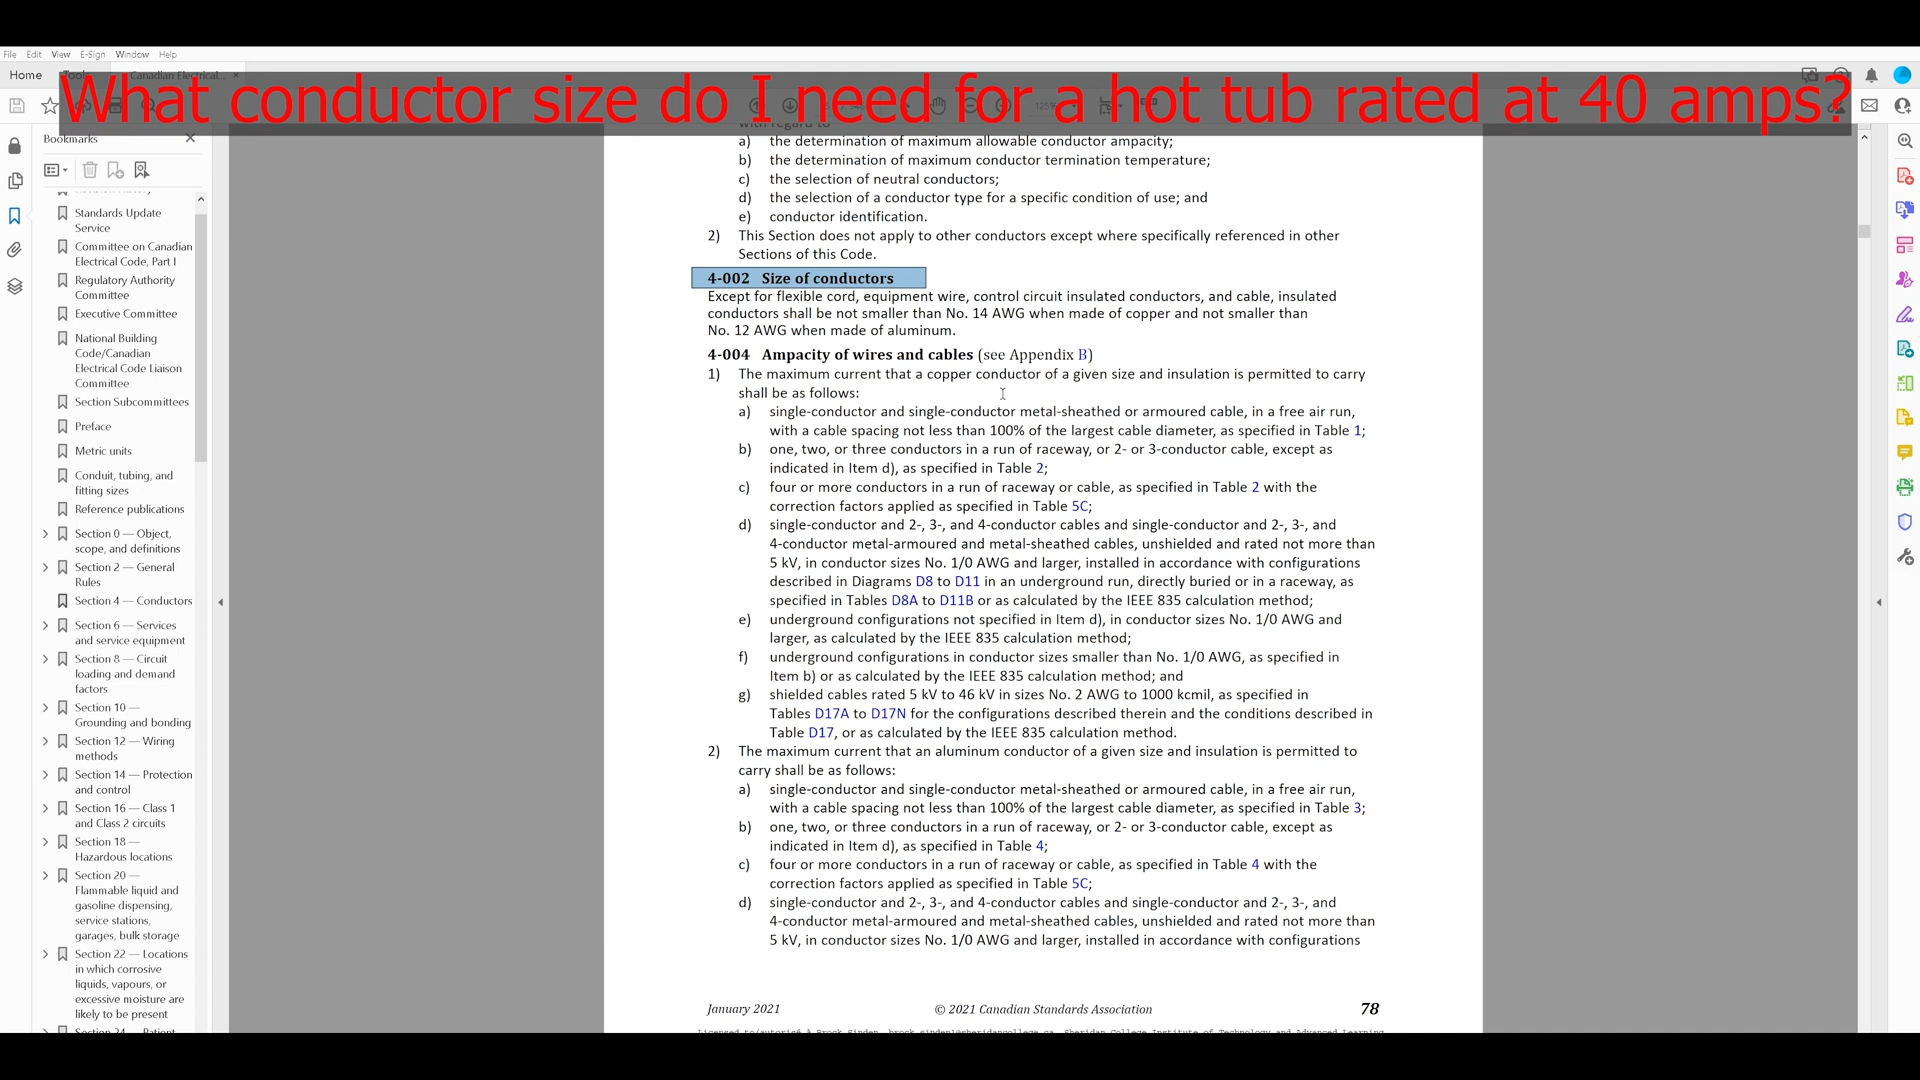 File Edit View E-Sign Window Help
Home
What conductor size do I need for a hot tub rated at 40 amps?
Bookmarks
Standards Update
Service
Committee on Canadian
Electrical Code, Part I
Regulatory Authority
Committee
Executive Committee
National Building
Code/Canadian
Electrical Code Liaison
Committee
Section Subcommittees
Preface
Metric units
Conduit, tubing, and
fitting sizes
Reference publications
Section 0 — Object,
scope, and definitions
Section 2 — General
Rules
Section 4 — Conductors
Section 6 — Services
and service equipment
Section 8 — Circuit
loading and demand
factors
Section 10 —
Grounding and bonding
Section 12 — Wiring
methods
Section 14 — Protection
and control
Section 16 — Class 1
and Class 2 circuits
Section 18 —
Hazardous locations
Section 20 —
Flammable liquid and
gasoline dispensing,
service stations,
garages, bulk storage
Section 22 — Locations
in which corrosive
liquids, vapours, or
excessive moisture are
likely to be present
with regard to
a) the determination of maximum allowable conductor ampacity;
b) the determination of maximum conductor termination temperature;
c) the selection of neutral conductors;
d) the selection of a conductor type for a specific condition of use; and
e) conductor identification.
2) This Section does not apply to other conductors except where specifically referenced in other
Sections of this Code.
4-002 Size of conductors
Except for flexible cord, equipment wire, control circuit insulated conductors, and cable, insulated
conductors shall be not smaller than No. 14 AWG when made of copper and not smaller than
No. 12 AWG when made of aluminum.
4-004 Ampacity of wires and cables (see Appendix B)
1) The maximum current that a copper conductor of a given size and insulation is permitted to carry
shall be as follows:
a) single-conductor and single-conductor metal-sheathed or armoured cable, in a free air run,
with a cable spacing not less than 100% of the largest cable diameter, as specified in Table 1;
b) one, two, or three conductors in a run of raceway, or 2- or 3-conductor cable, except as
indicated in Item d), as specified in Table 2;
c) four or more conductors in a run of raceway or cable, as specified in Table 2 with the
correction factors applied as specified in Table 5C;
d) single-conductor and 2-, 3-, and 4-conductor cables and single-conductor and 2-, 3-, and
4-conductor metal-armoured and metal-sheathed cables, unshielded and rated not more than
5 kV, in conductor sizes No. 1/0 AWG and larger, installed in accordance with configurations
described in Diagrams D8 to D11 in an underground run, directly buried or in a raceway, as
specified in Tables D8A to D11B or as calculated by the IEEE 835 calculation method;
e) underground configurations not specified in Item d), in conductor sizes No. 1/0 AWG and
larger, as calculated by the IEEE 835 calculation method;
f) underground configurations in conductor sizes smaller than No. 1/0 AWG, as specified in
Item b) or as calculated by the IEEE 835 calculation method; and
g) shielded cables rated 5 kV to 46 kV in sizes No. 2 AWG to 1000 kcmil, as specified in
Tables D17A to D17N for the configurations described therein and the conditions described in
Table D17, or as calculated by the IEEE 835 calculation method.
2) The maximum current that an aluminum conductor of a given size and insulation is permitted to
carry shall be as follows:
a) single-conductor and single-conductor metal-sheathed or armoured cable, in a free air run,
with a cable spacing not less than 100% of the largest cable diameter, as specified in Table 3;
b) one, two, or three conductors in a run of raceway, or 2- or 3-conductor cable, except as
indicated in Item d), as specified in Table 4;
c) four or more conductors in a run of raceway or cable, as specified in Table 4 with the
correction factors applied as specified in Table 5C;
d) single-conductor and 2-, 3-, and 4-conductor cables and single-conductor and 2-, 3-, and
4-conductor metal-armoured and metal-sheathed cables, unshielded and rated not more than
5 kV, in conductor sizes No. 1/0 AWG and larger, installed in accordance with configurations
January 2021 © 2021 Canadian Standards Association 78